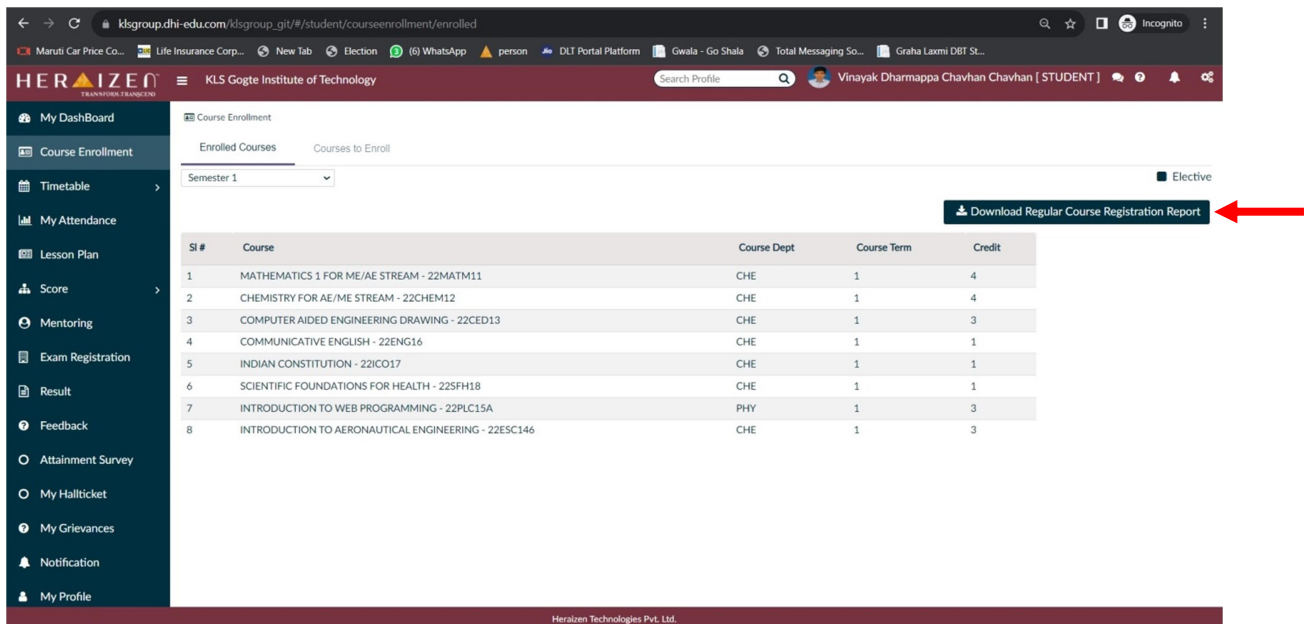 klsgroup.dhi-edu.com/klsgroup_git/#/student/courseenrollment/enrolled Incognito
Maruti Car Price Co... Life Insurance Corp... New Tab Election (6) WhatsApp person DLT Portal Platform Gwala - Go Shala Total Messaging So... Graha Laxmi DBT St...
HERAIZEN KLS Gogte Institute of Technology Search Profile Vinayak Dharmappa Chavhan Chavhan [ STUDENT ]
TRANSFORM.TRANSCEND
My DashBoard
Course Enrollment
Timetable
My Attendance
Lesson Plan
Score
Mentoring
Exam Registration
Result
Feedback
Attainment Survey
My Hallticket
My Grievances
Notification
My Profile
Course Enrollment
Enrolled Courses Courses to Enroll
Semester 1 Elective
Download Regular Course Registration Report
Sl # Course Course Dept Course Term Credit
1 MATHEMATICS 1 FOR ME/AE STREAM - 22MATM11 CHE 1 4
2 CHEMISTRY FOR AE/ME STREAM - 22CHEM12 CHE 1 4
3 COMPUTER AIDED ENGINEERING DRAWING - 22CED13 CHE 1 3
4 COMMUNICATIVE ENGLISH - 22ENG16 CHE 1 1
5 INDIAN CONSTITUTION - 22ICO17 CHE 1 1
6 SCIENTIFIC FOUNDATIONS FOR HEALTH - 22SFH18 CHE 1 1
7 INTRODUCTION TO WEB PROGRAMMING - 22PLC15A PHY 1 3
8 INTRODUCTION TO AERONAUTICAL ENGINEERING - 22ESC146 CHE 1 3
Heraizen Technologies Pvt. Ltd.